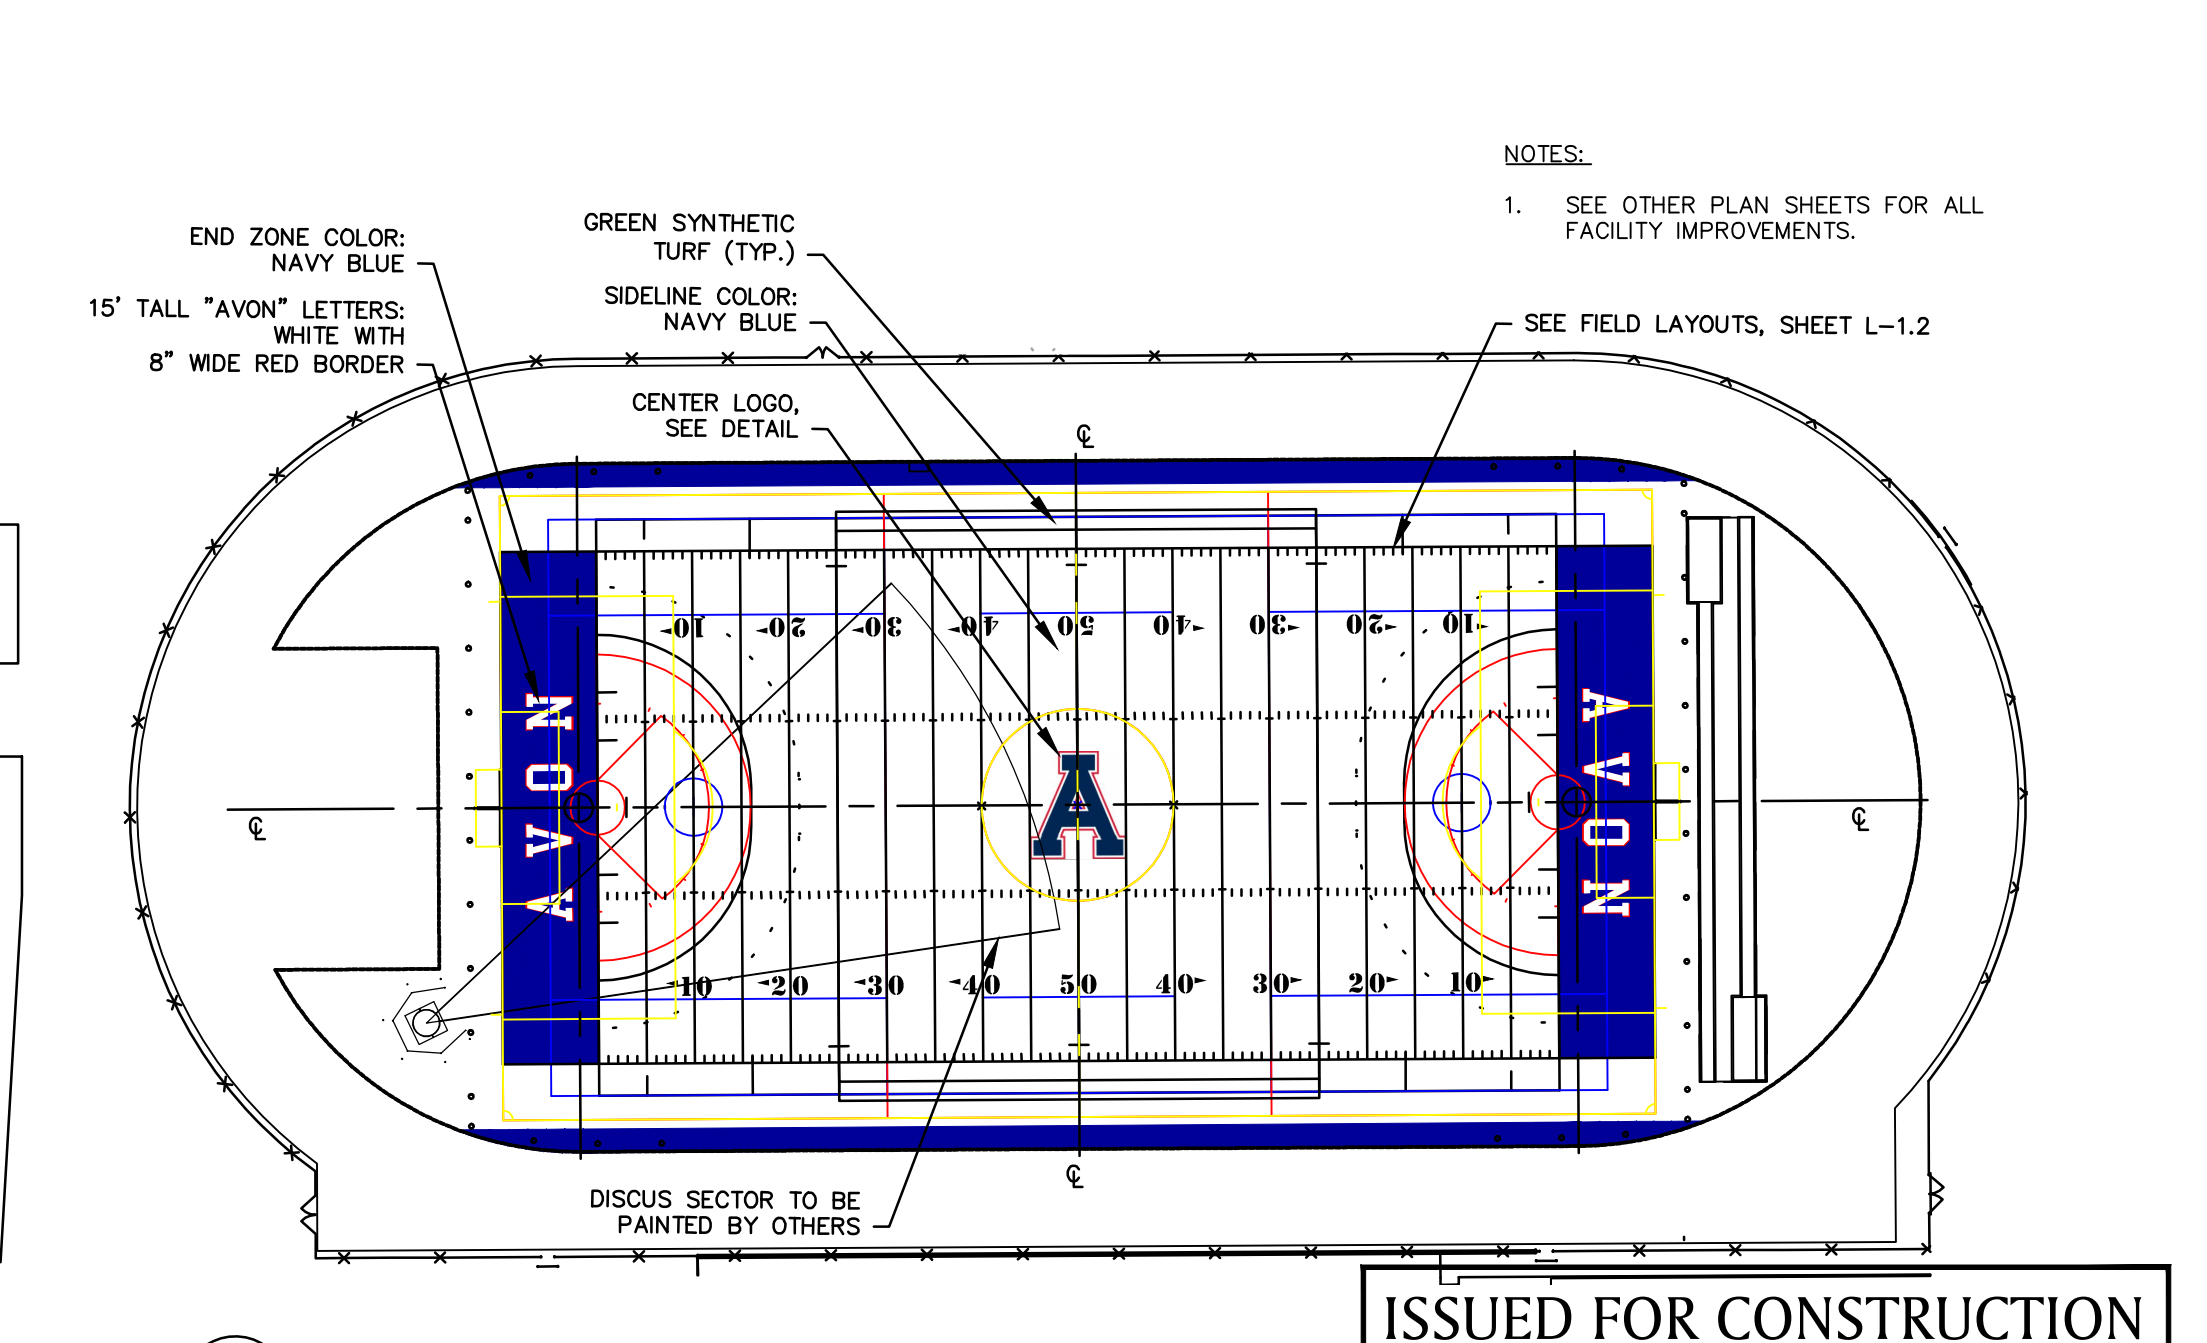 NOTES:
1. SEE OTHER PLAN SHEETS FOR ALL
FACILITY IMPROVEMENTS.
END ZONE COLOR:
NAVY BLUE
15' TALL "AVON" LETTERS:
WHITE WITH
8" WIDE RED BORDER
GREEN SYNTHETIC
TURF (TYP.)
SIDELINE COLOR:
NAVY BLUE
CENTER LOGO,
SEE DETAIL
SEE FIELD LAYOUTS, SHEET L-1.2
℄
10 20 30 40 50 40 30 20 10
AVON
A
AVON
℄
℄
10 20 30 40 50 40 30 20 10
℄
DISCUS SECTOR TO BE
PAINTED BY OTHERS
ISSUED FOR CONSTRUCTION